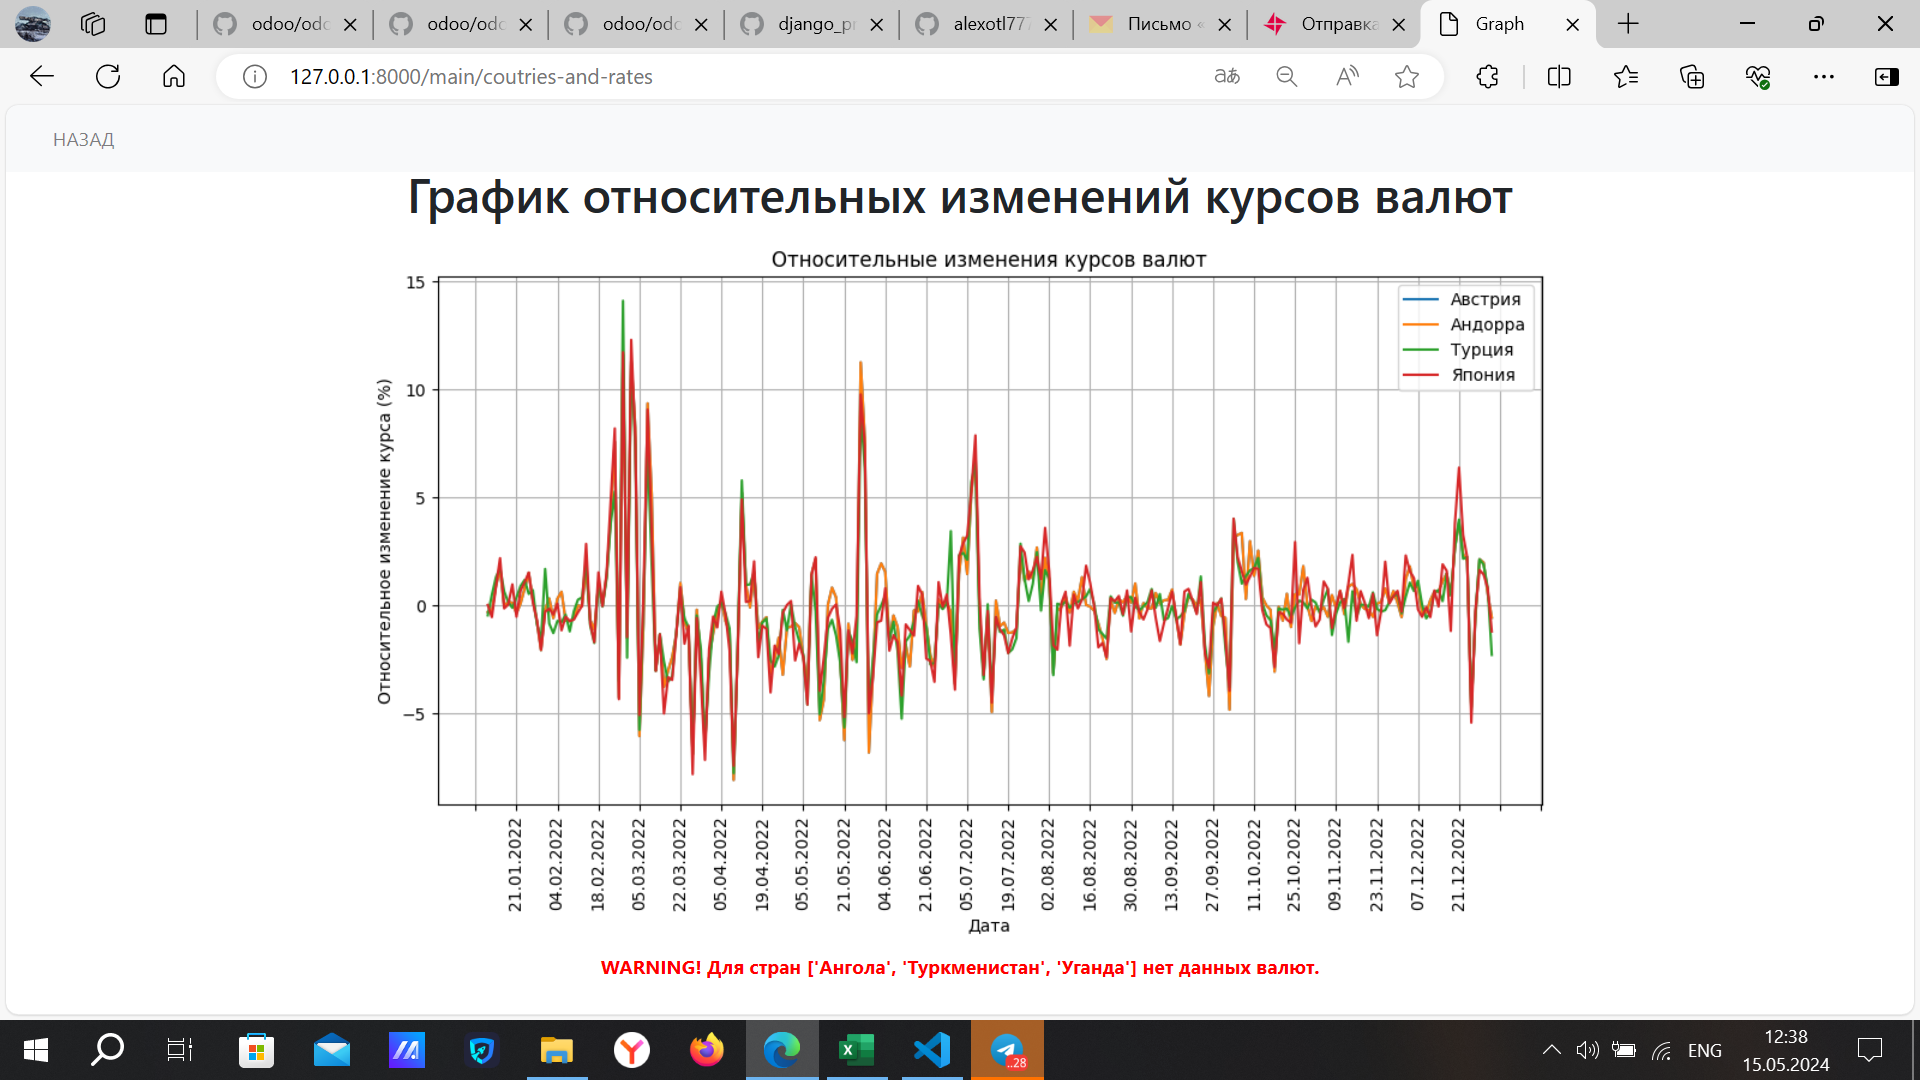 odoo/odc
odoo/odc
odoo/odc
django_pr
alexotl777
Письмо «
Отправка
Graph
127.0.0.1:8000/main/coutries-and-rates
аあ
НАЗАД
График относительных изменений курсов валют
Относительные изменения курсов валют
15
10
5
0
−5
Относительное изменение курса (%)
Австрия
Андорра
Турция
Япония
21.01.2022
04.02.2022
18.02.2022
05.03.2022
22.03.2022
05.04.2022
19.04.2022
05.05.2022
21.05.2022
04.06.2022
21.06.2022
05.07.2022
19.07.2022
02.08.2022
16.08.2022
30.08.2022
13.09.2022
27.09.2022
11.10.2022
25.10.2022
09.11.2022
23.11.2022
07.12.2022
21.12.2022
Дата
WARNING! Для стран ['Ангола', 'Туркменистан', 'Уганда'] нет данных валют.
..28
ENG
12:38
15.05.2024